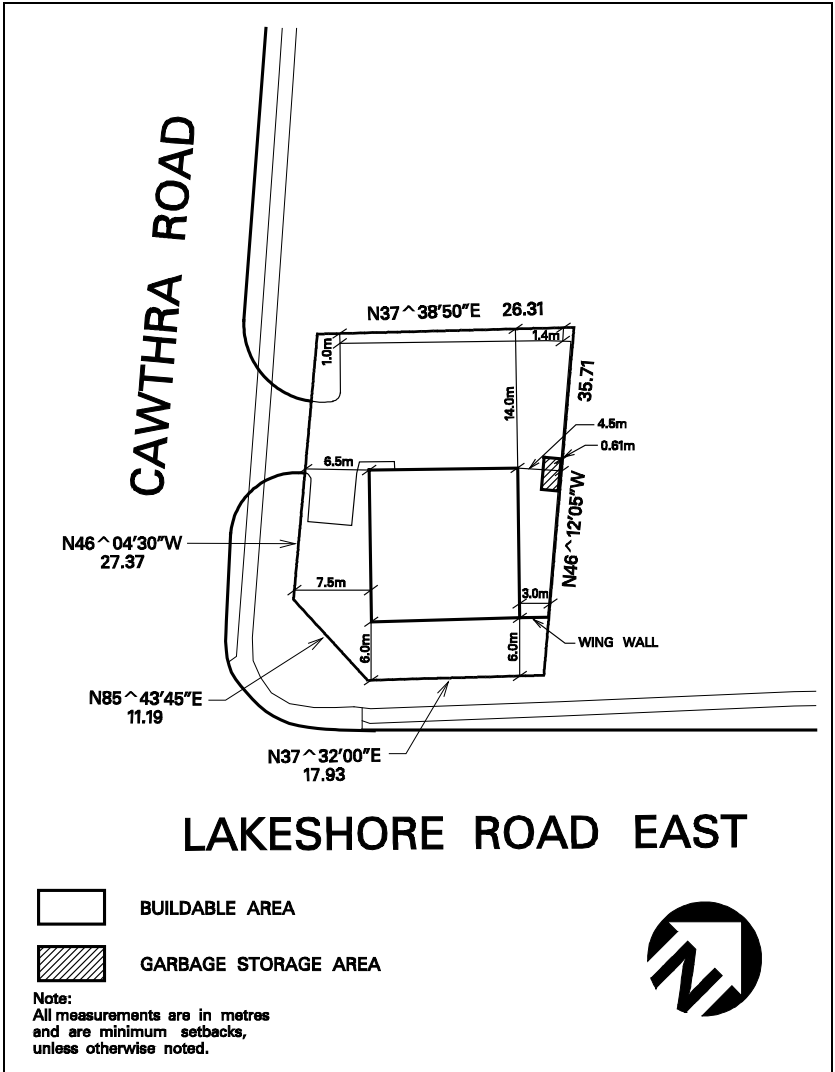 CAWTHRA ROAD
N37^38'50"E 26.31
1.0m
1.4m
35.71
14.0m
4.5m
0.61m
6.5m
N46^12'05"W
N46^04'30"W
27.37
7.5m
3.0m
6.0m
6.0m
WING WALL
N85^43'45"E
11.19
N37^32'00"E
17.93
LAKESHORE ROAD EAST
BUILDABLE AREA
GARBAGE STORAGE AREA
N
Note:
All measurements are in metres
and are minimum setbacks,
unless otherwise noted.